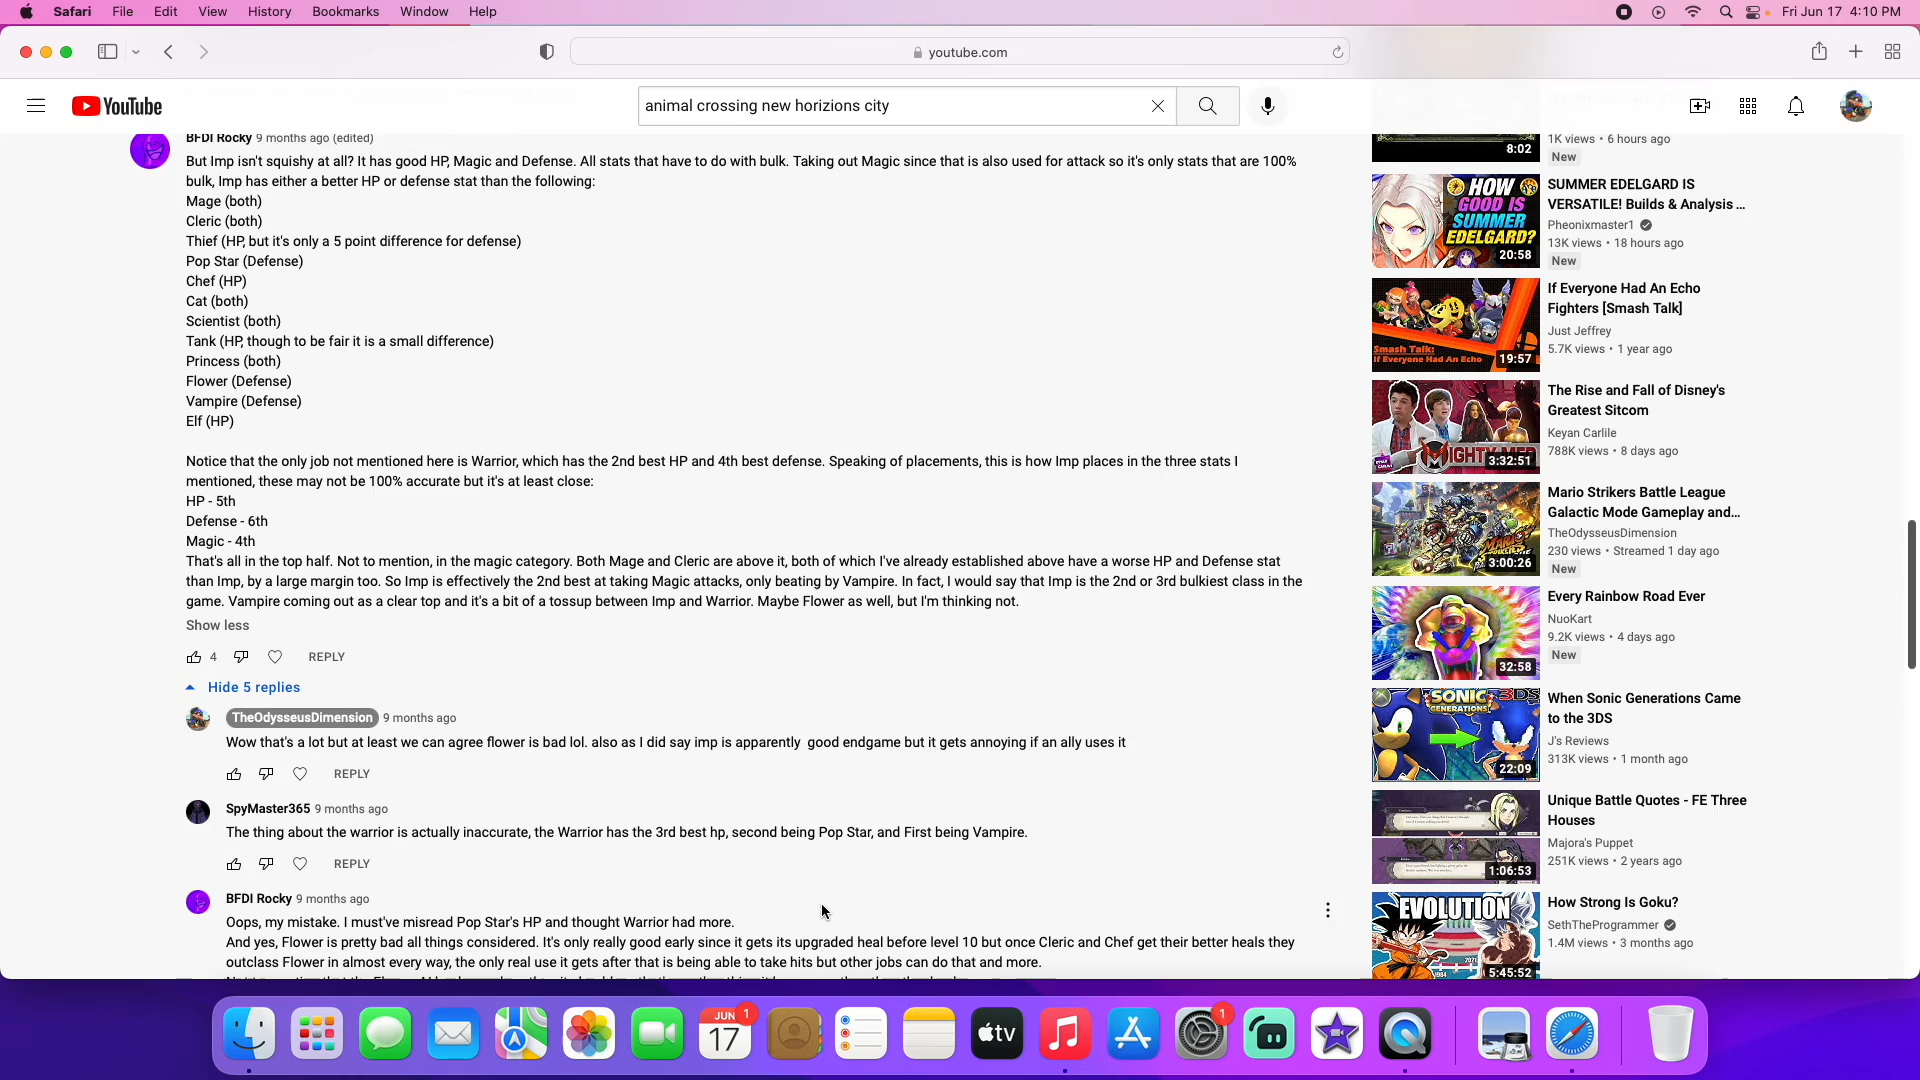 Safari File Edit View History Bookmarks Window Help
Fri Jun 17 4:10 PM
youtube.com
YouTube
animal crossing new horizions city
BFDI Rocky 9 months ago (edited)
But Imp isn't squishy at all? It has good HP, Magic and Defense. All stats that have to do with bulk. Taking out Magic since that is also used for attack so it's only stats that are 100%
bulk, Imp has either a better HP or defense stat than the following:
Mage (both)
Cleric (both)
Thief (HP, but it's only a 5 point difference for defense)
Pop Star (Defense)
Chef (HP)
Cat (both)
Scientist (both)
Tank (HP, though to be fair it is a small difference)
Princess (both)
Flower (Defense)
Vampire (Defense)
Elf (HP)
Notice that the only job not mentioned here is Warrior, which has the 2nd best HP and 4th best defense. Speaking of placements, this is how Imp places in the three stats I
mentioned, these may not be 100% accurate but it's at least close:
HP - 5th
Defense - 6th
Magic - 4th
That's all in the top half. Not to mention, in the magic category. Both Mage and Cleric are above it, both of which I've already established above have a worse HP and Defense stat
than Imp, by a large margin too. So Imp is effectively the 2nd best at taking Magic attacks, only beating by Vampire. In fact, I would say that Imp is the 2nd or 3rd bulkiest class in the
game. Vampire coming out as a clear top and it's a bit of a tossup between Imp and Warrior. Maybe Flower as well, but I'm thinking not.
Show less
4 REPLY
Hide 5 replies
TheOdysseusDimension 9 months ago
Wow that's a lot but at least we can agree flower is bad lol. also as I did say imp is apparently good endgame but it gets annoying if an ally uses it
REPLY
SpyMaster365 9 months ago
The thing about the warrior is actually inaccurate, the Warrior has the 3rd best hp, second being Pop Star, and First being Vampire.
REPLY
BFDI Rocky 9 months ago
Oops, my mistake. I must've misread Pop Star's HP and thought Warrior had more.
And yes, Flower is pretty bad all things considered. It's only really good early since it gets its upgraded heal before level 10 but once Cleric and Chef get their better heals they
outclass Flower in almost every way, the only real use it gets after that is being able to take hits but other jobs can do that and more.
8:02
1K views • 6 hours ago
New
HOW
GOOD IS
SUMMER
EDELGARD?
20:58
SUMMER EDELGARD IS
VERSATILE! Builds & Analysis ...
Pheonixmaster1
13K views • 18 hours ago
New
Smash Talk:
If Everyone Had An Echo
19:57
If Everyone Had An Echo
Fighters [Smash Talk]
Just Jeffrey
5.7K views • 1 year ago
MIGHTY MED
3:32:51
The Rise and Fall of Disney's
Greatest Sitcom
Keyan Carlile
788K views • 8 days ago
3:00:26
Mario Strikers Battle League
Galactic Mode Gameplay and...
TheOdysseusDimension
230 views • Streamed 1 day ago
New
32:58
Every Rainbow Road Ever
NuoKart
9.2K views • 4 days ago
New
SONIC 3DS
GENERATIONS
22:09
When Sonic Generations Came
to the 3DS
J's Reviews
313K views • 1 month ago
1:06:53
Unique Battle Quotes - FE Three
Houses
Majora's Puppet
251K views • 2 years ago
EVOLUTION
5:45:52
How Strong Is Goku?
SethTheProgrammer
1.4M views • 3 months ago
JUN 1
17
tv
1